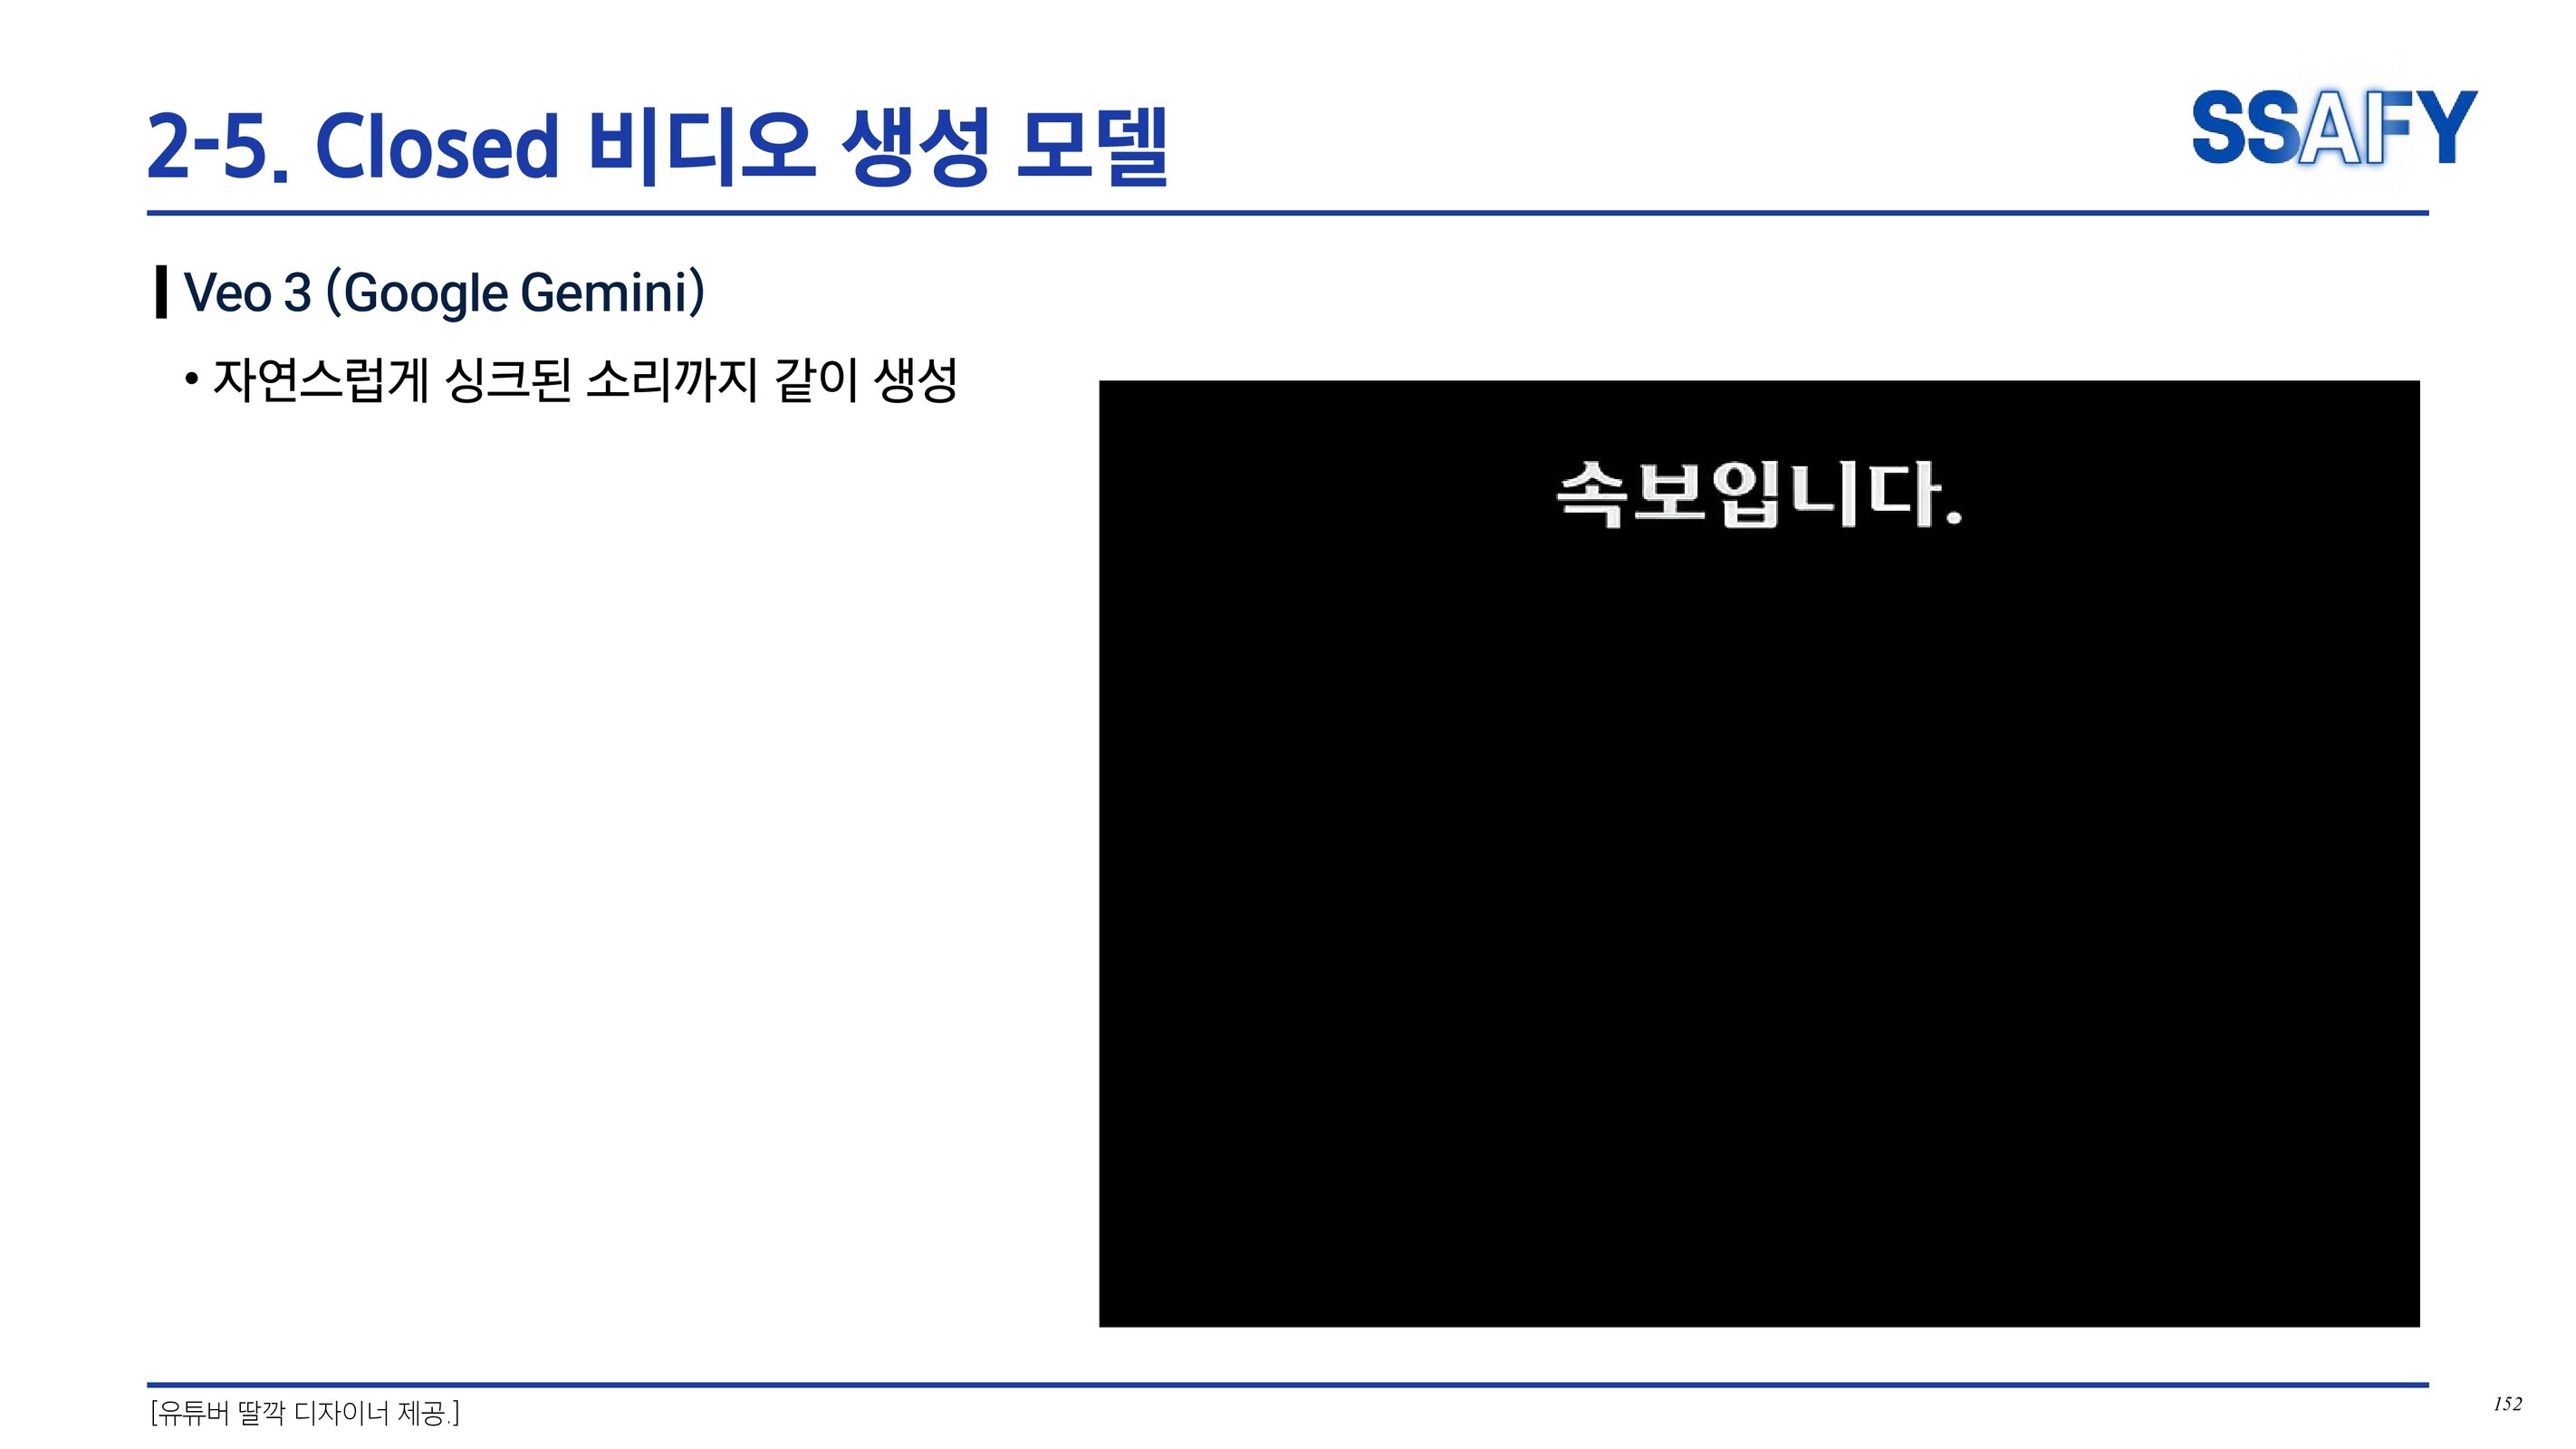 2-5. Closed 비디오 생성 모델
SSAFY
Veo 3 (Google Gemini)
• 자연스럽게 싱크된 소리까지 같이 생성
속보입니다.
[유튜버 딸깍 디자이너 제공.]
152